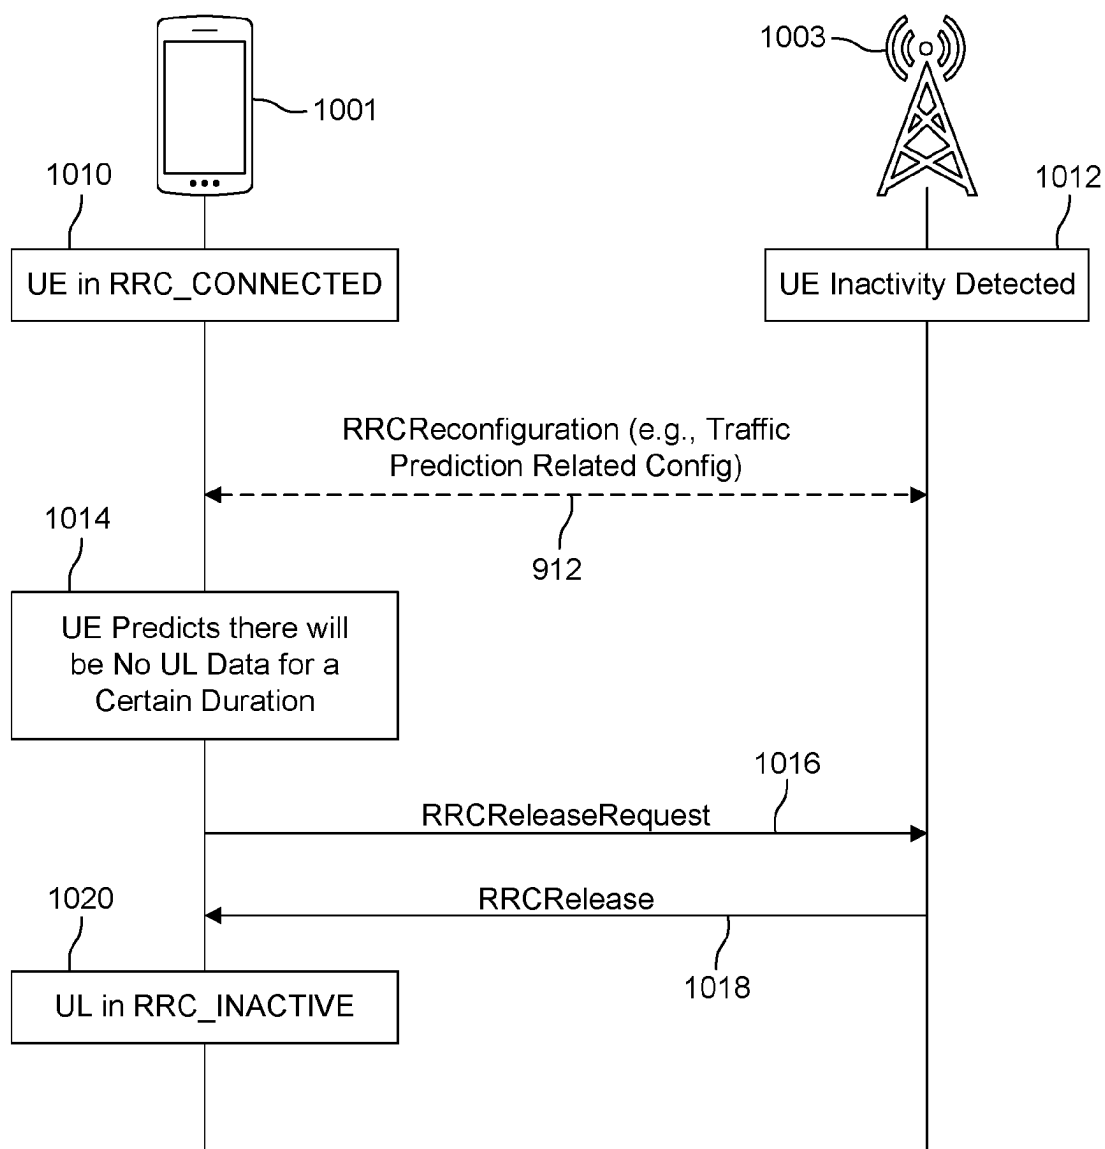 1003
1001
1010
1012
UE in RRC_CONNECTED
UE Inactivity Detected
RRCReconfiguration (e.g., Traffic
Prediction Related Config)
1014
912
UE Predicts there will
be No UL Data for a
Certain Duration
1016
RRCReleaseRequest
1020
RRCRelease
1018
UL in RRC_INACTIVE